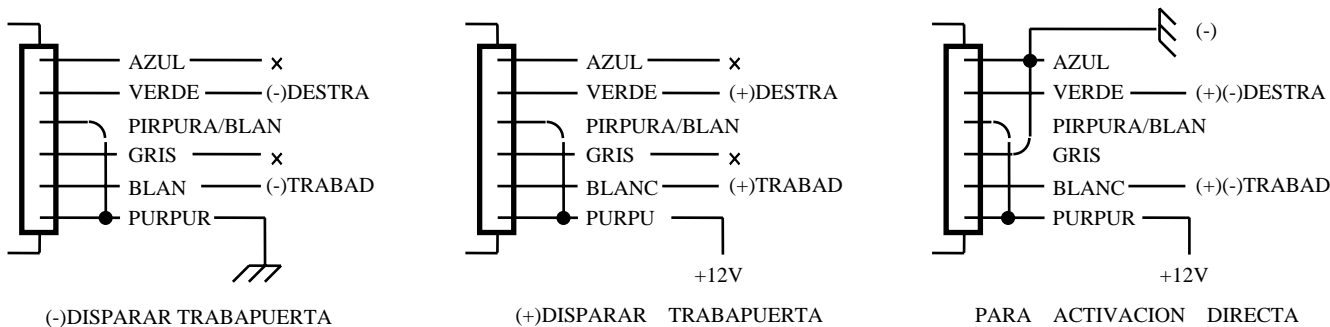 AZUL x
VERDE (-)DESTRA
PIRPURA/BLAN
GRIS x
BLAN (-)TRABAD
PURPUR
(-)DISPARAR TRABAPUERTA
AZUL x
VERDE (+)DESTRA
PIRPURA/BLAN
GRIS x
BLANC (+)TRABAD
PURPU
+12V
(+)DISPARAR TRABAPUERTA
(-)
AZUL
VERDE (+)(-)DESTRA
PIRPURA/BLAN
GRIS
BLANC (+)(-)TRABAD
PURPUR
+12V
PARA ACTIVACION DIRECTA